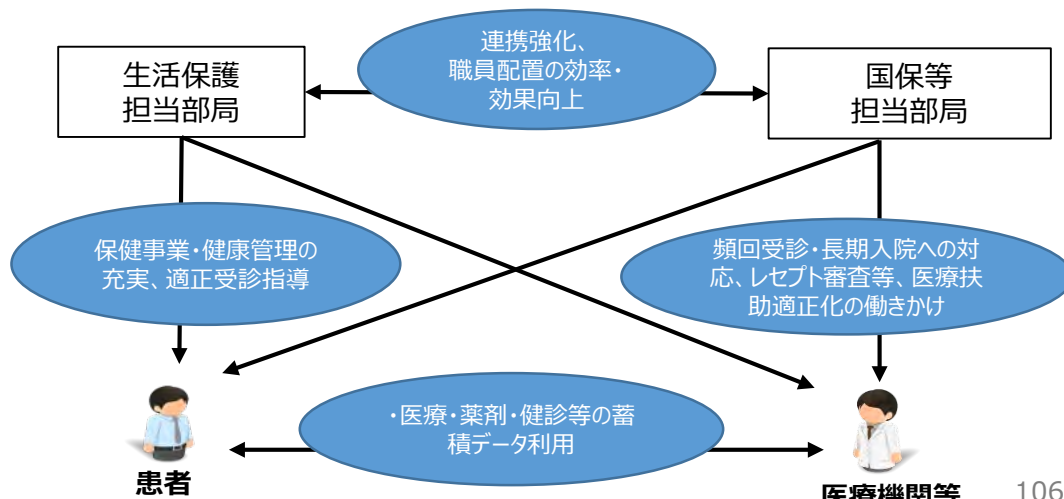 連携強化、
職員配置の効率・
効果向上
生活保護
担当部局
国保等
担当部局
保健事業・健康管理の
充実、適正受診指導
頻回受診・長期入院への対
応、レセプト審査等、医療扶
助適正化の働きかけ
・医療・薬剤・健診等の蓄
積データ利用
患者
医療機関等
106